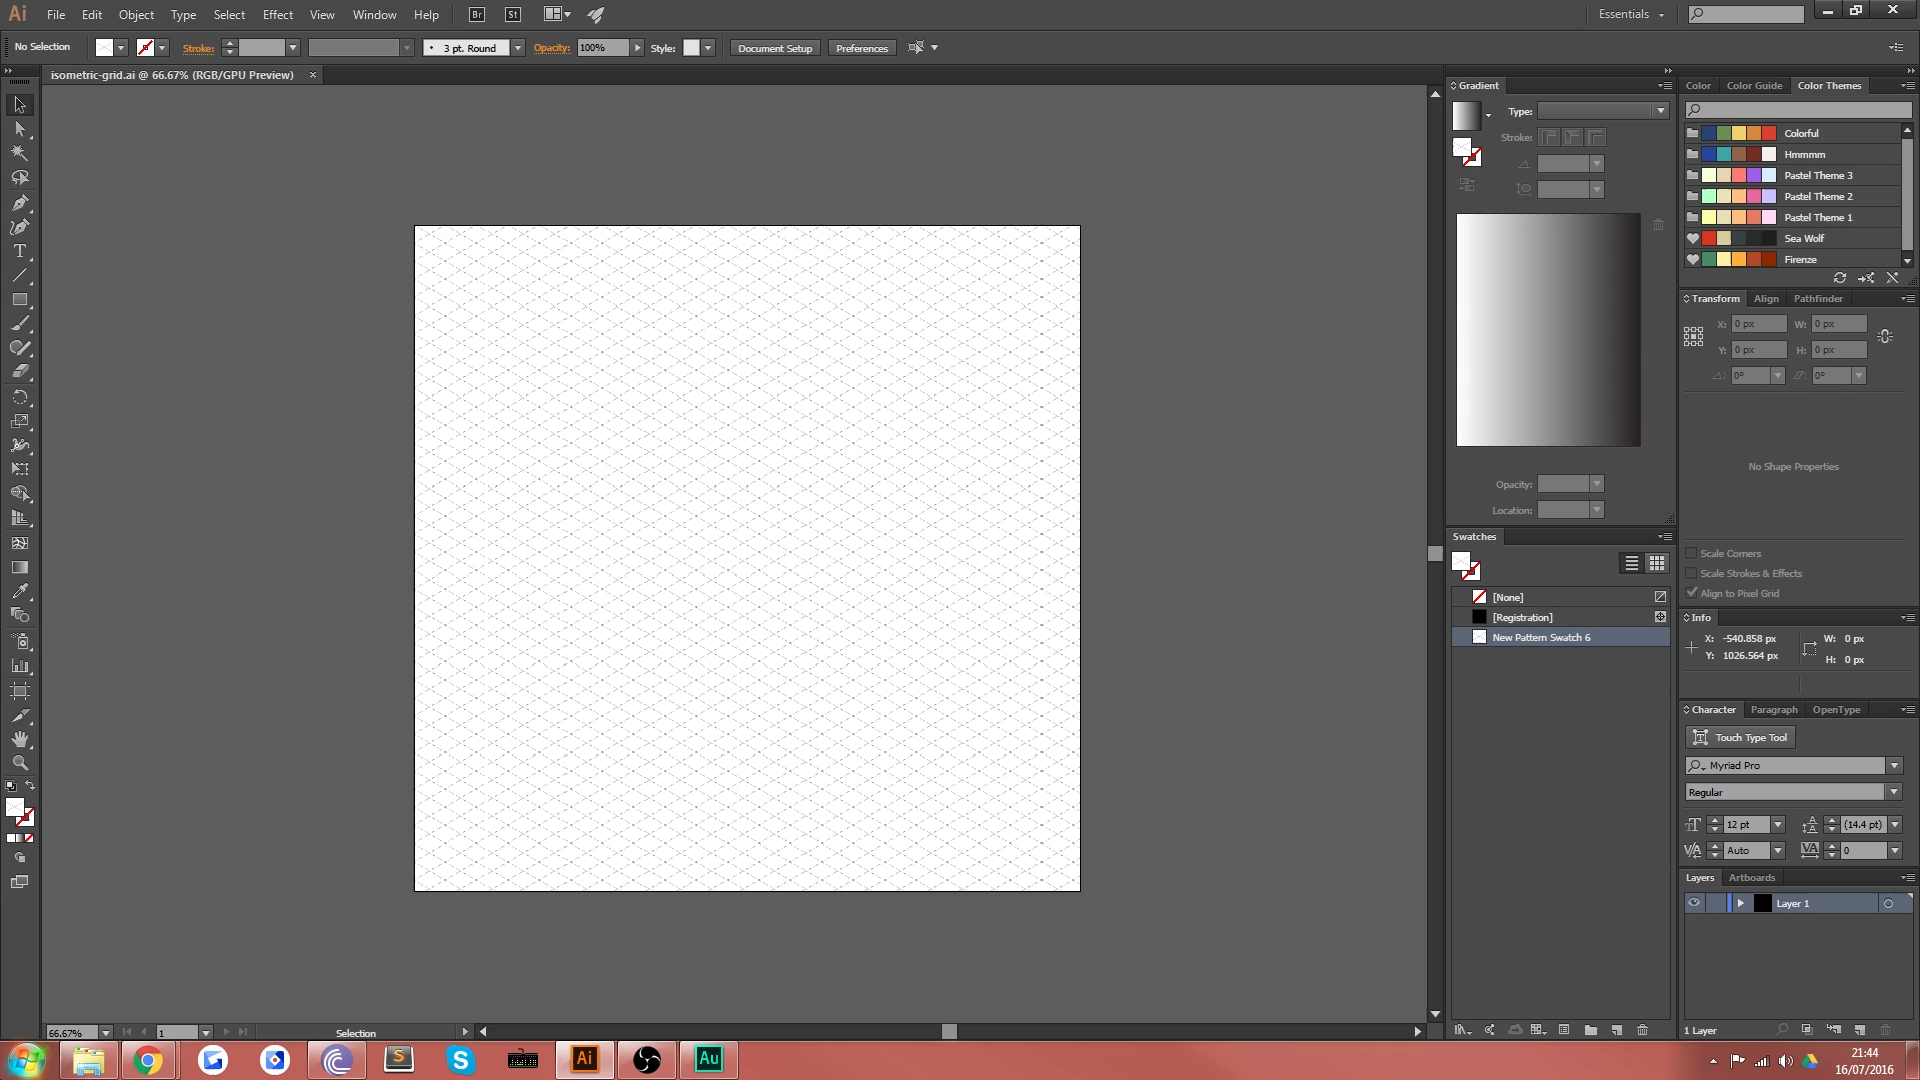 Ai File Edit Object Type Select Effect View Window Help Br St Essentials
No Selection Stroke: 3 pt. Round Opacity: 100% Style: Document Setup Preferences
isometric-grid.ai @ 66.67% (RGB/GPU Preview)
Gradient
Type:
Stroke:
Opacity:
Location:
Swatches
[None]
[Registration]
New Pattern Swatch 6
Color Color Guide Color Themes
Colorful
Hmmmm
Pastel Theme 3
Pastel Theme 2
Pastel Theme 1
Sea Wolf
Firenze
Transform Align Pathfinder
X: 0 px W: 0 px
Y: 0 px H: 0 px
0° 0°
No Shape Properties
Scale Corners
Scale Strokes & Effects
Align to Pixel Grid
Info
X: -540.858 px W: 0 px
Y: 1026.564 px H: 0 px
Character Paragraph OpenType
Touch Type Tool
Myriad Pro
Regular
12 pt (14.4 pt)
Auto 0
Layers Artboards
Layer 1
1 Layer
66.67% 1 Selection
Ai Au
21:44
16/07/2016